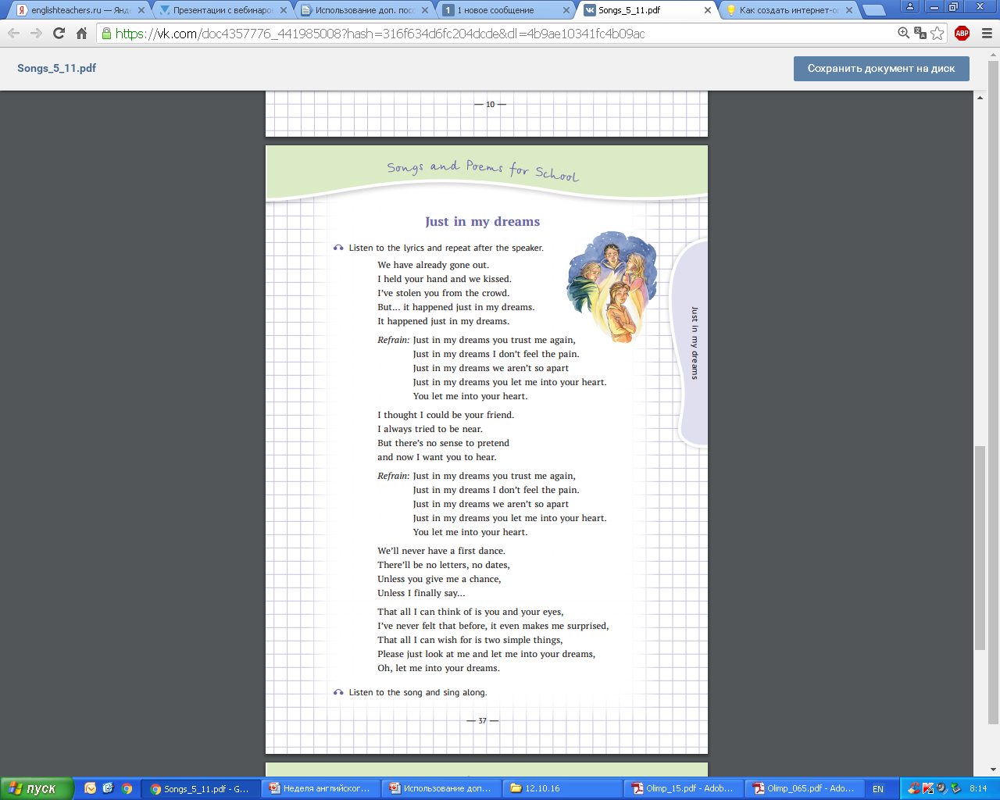 englishteachers.ru — Янд
Презентации с вебинаров
Использование доп. посо
1 1 новое сообщение
Songs_5_11.pdf
Как создать интернет-о
https://vk.com/doc4357776_441985008?hash=316f634d6fc204dcde&dl=4b9ae10341fc4b09ac
ABP
Songs_5_11.pdf
Сохранить документ на диск
— 10 —
Songs and Poems for School
Just in my dreams
Listen to the lyrics and repeat after the speaker.
We have already gone out.
I held your hand and we kissed.
I've stolen you from the crowd.
But... it happened just in my dreams.
It happened just in my dreams.
Refrain: Just in my dreams you trust me again,
Just in my dreams I don't feel the pain.
Just in my dreams we aren't so apart
Just in my dreams you let me into your heart.
You let me into your heart.
Just in my dreams
I thought I could be your friend.
I always tried to be near.
But there's no sense to pretend
and now I want you to hear.
Refrain: Just in my dreams you trust me again,
Just in my dreams I don't feel the pain.
Just in my dreams we aren't so apart
Just in my dreams you let me into your heart.
You let me into your heart.
We'll never have a first dance.
There'll be no letters, no dates,
Unless you give me a chance,
Unless I finally say...
That all I can think of is you and your eyes,
I've never felt that before, it even makes me surprised,
That all I can wish for is two simple things,
Please just look at me and let me into your dreams,
Oh, let me into your dreams.
Listen to the song and sing along.
— 37 —
пуск
Songs_5_11.pdf - G...
Неделя английског...
Использование доп...
12.10.16
Olimp_15.pdf - Adob...
Olimp_065.pdf - Ado...
EN
8:14